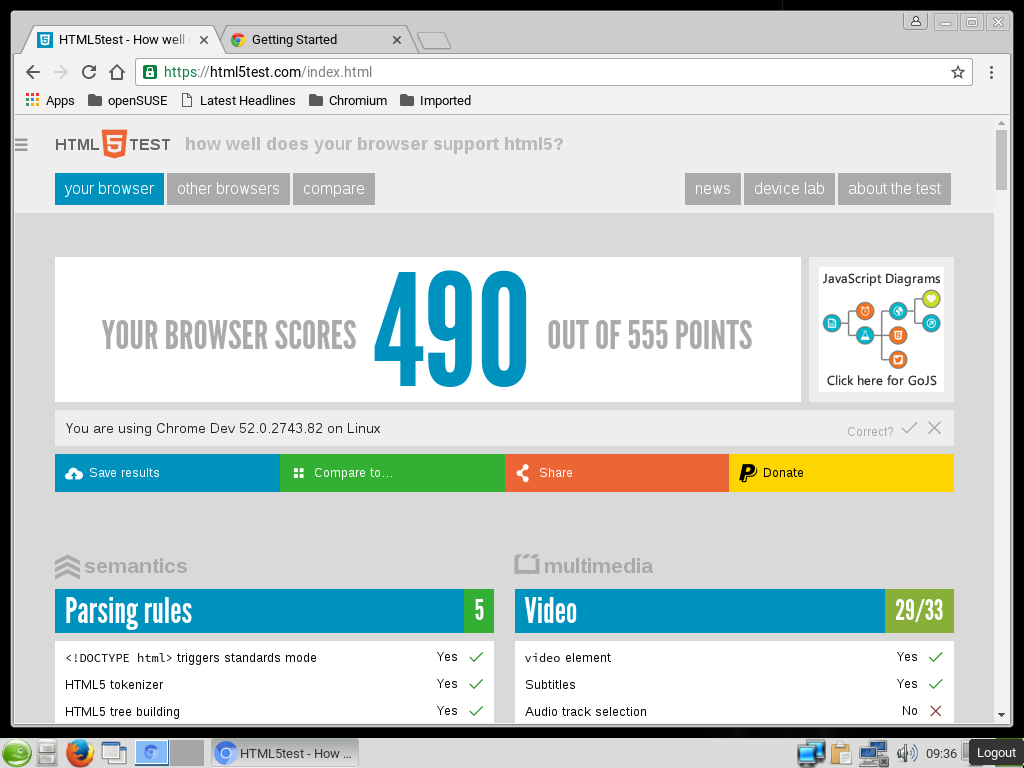 HTML5test - How well
Getting Started
https://html5test.com/index.html
Apps
openSUSE
Latest Headlines
Chromium
Imported
HTML 5 TEST
how well does your browser support html5?
your browser
other browsers
compare
news
device lab
about the test
YOUR BROWSER SCORES 490 OUT OF 555 POINTS
JavaScript Diagrams
Click here for GoJS
You are using Chrome Dev 52.0.2743.82 on Linux
Correct?
Save results
Compare to...
Share
Donate
semantics
Parsing rules 5
<!DOCTYPE html> triggers standards mode Yes
HTML5 tokenizer Yes
HTML5 tree building Yes
multimedia
Video 29/33
video element Yes
Subtitles Yes
Audio track selection No
HTML5test - How ...
09:36
Logout